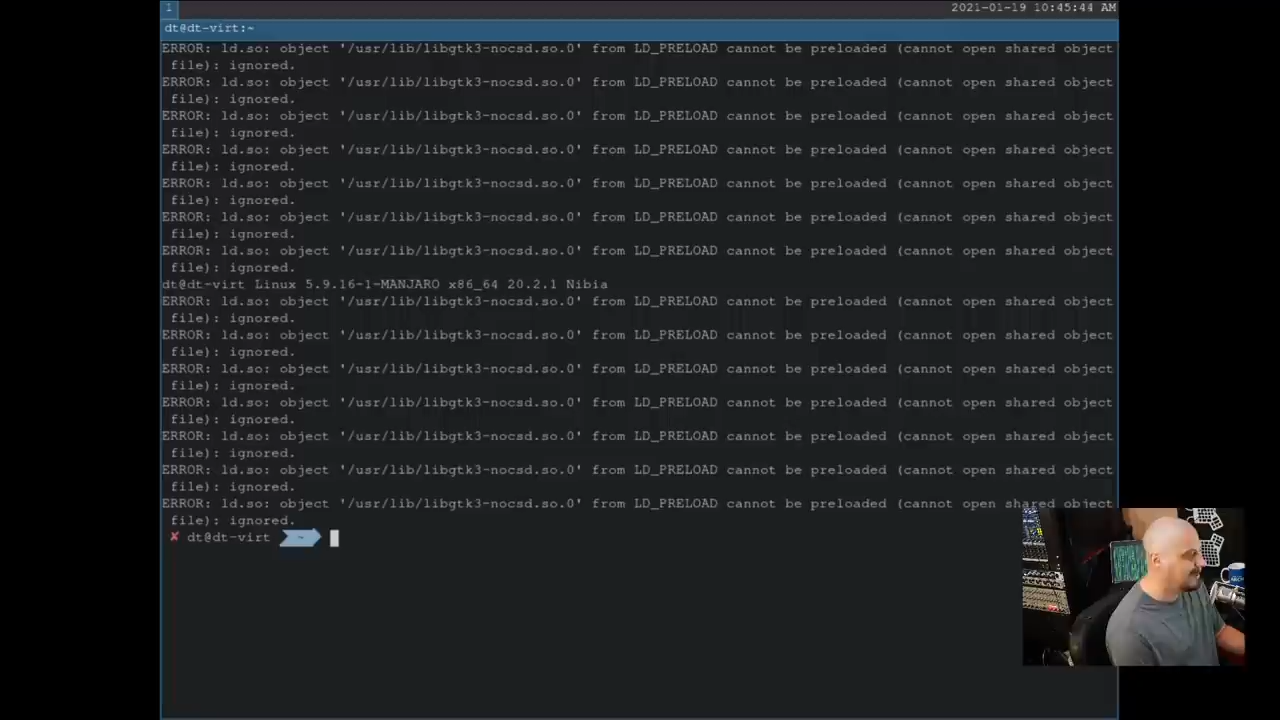 1
2021-01-19 10:45:44 AM
dt@dt-virt:~
ERROR: ld.so: object '/usr/lib/libgtk3-nocsd.so.0' from LD_PRELOAD cannot be preloaded (cannot open shared object
file): ignored.
ERROR: ld.so: object '/usr/lib/libgtk3-nocsd.so.0' from LD_PRELOAD cannot be preloaded (cannot open shared object
file): ignored.
ERROR: ld.so: object '/usr/lib/libgtk3-nocsd.so.0' from LD_PRELOAD cannot be preloaded (cannot open shared object
file): ignored.
ERROR: ld.so: object '/usr/lib/libgtk3-nocsd.so.0' from LD_PRELOAD cannot be preloaded (cannot open shared object
file): ignored.
ERROR: ld.so: object '/usr/lib/libgtk3-nocsd.so.0' from LD_PRELOAD cannot be preloaded (cannot open shared object
file): ignored.
ERROR: ld.so: object '/usr/lib/libgtk3-nocsd.so.0' from LD_PRELOAD cannot be preloaded (cannot open shared object
file): ignored.
ERROR: ld.so: object '/usr/lib/libgtk3-nocsd.so.0' from LD_PRELOAD cannot be preloaded (cannot open shared object
file): ignored.
dt@dt-virt Linux 5.9.16-1-MANJARO x86_64 20.2.1 Nibia
ERROR: ld.so: object '/usr/lib/libgtk3-nocsd.so.0' from LD_PRELOAD cannot be preloaded (cannot open shared object
file): ignored.
ERROR: ld.so: object '/usr/lib/libgtk3-nocsd.so.0' from LD_PRELOAD cannot be preloaded (cannot open shared object
file): ignored.
ERROR: ld.so: object '/usr/lib/libgtk3-nocsd.so.0' from LD_PRELOAD cannot be preloaded (cannot open shared object
file): ignored.
ERROR: ld.so: object '/usr/lib/libgtk3-nocsd.so.0' from LD_PRELOAD cannot be preloaded (cannot open shared object
file): ignored.
ERROR: ld.so: object '/usr/lib/libgtk3-nocsd.so.0' from LD_PRELOAD cannot be preloaded (cannot open shared object
file): ignored.
ERROR: ld.so: object '/usr/lib/libgtk3-nocsd.so.0' from LD_PRELOAD cannot be preloaded (cannot open shared object
file): ignored.
ERROR: ld.so: object '/usr/lib/libgtk3-nocsd.so.0' from LD_PRELOAD cannot be preloaded (cannot open shared object
file): ignored.
✘ dt@dt-virt ~